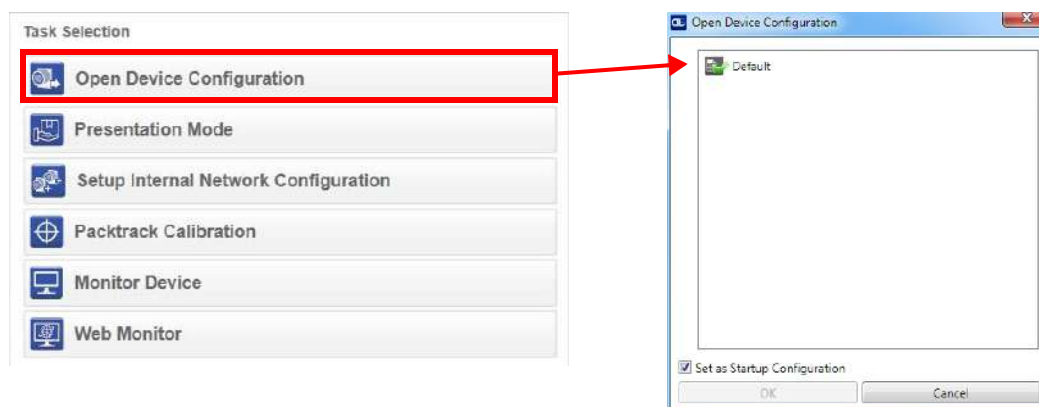 Task Selection
Open Device Configuration
Presentation Mode
Setup Internal Network Configuration
Packtrack Calibration
Monitor Device
Web Monitor
Open Device Configuration
Default
Set as Startup Configuration
OK
Cancel